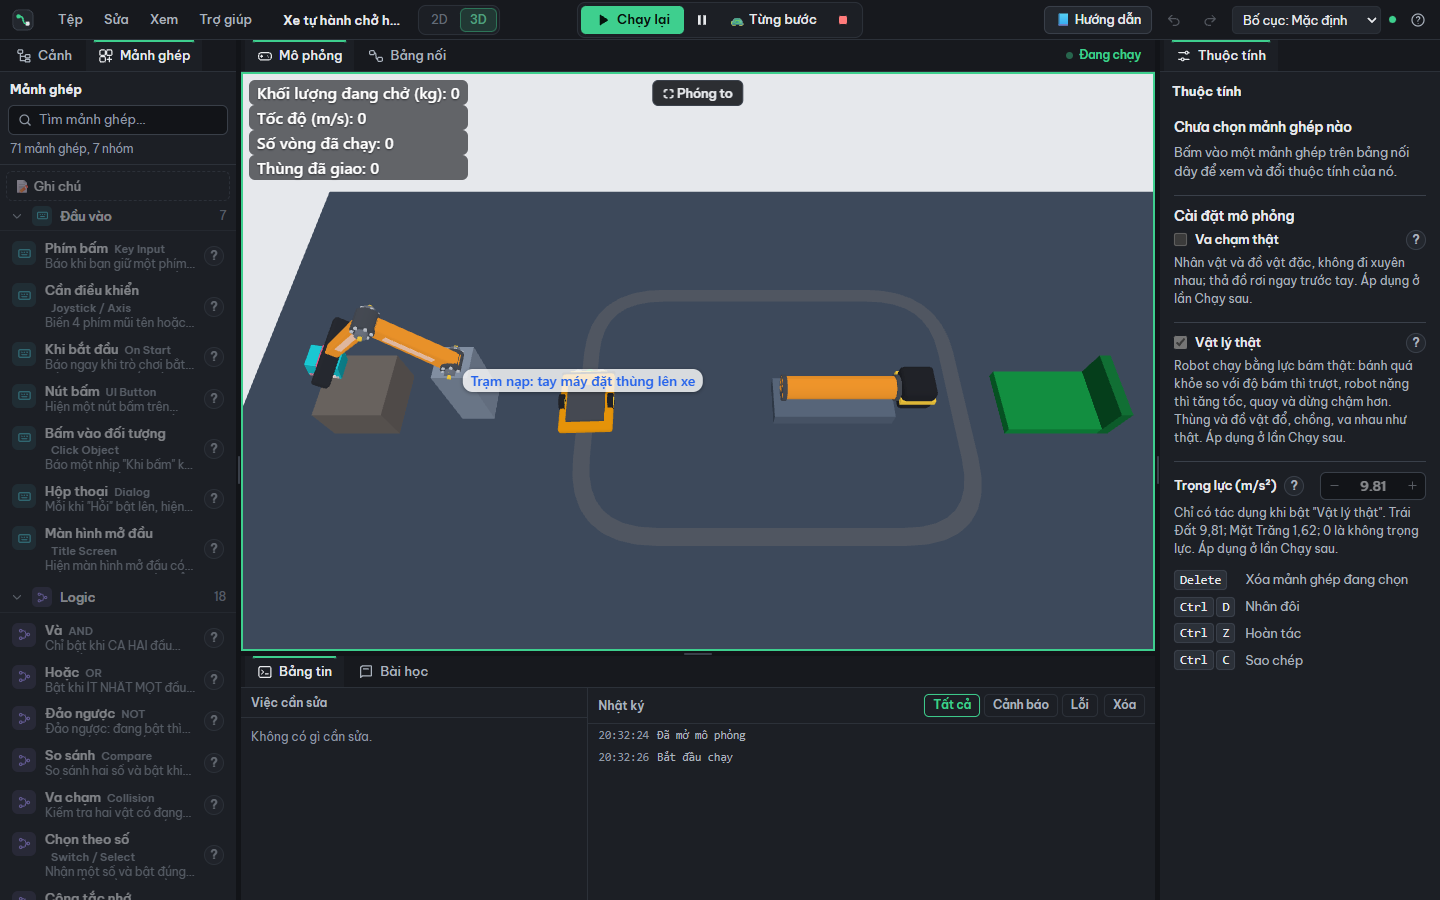 Tệp Sửa Xem Trợ giúp Xe tự hành chở h... 2D 3D Chạy lại Từng bước Hướng dẫn Bố cục: Mặc định
Cảnh Mảnh ghép
Mô phỏng Bảng nối Đang chạy
Thuộc tính
Mảnh ghép
Tìm mảnh ghép...
71 mảnh ghép, 7 nhóm
Ghi chú
Đầu vào 7
Phím bấm Key Input ?
Báo khi bạn giữ một phím...
Cần điều khiển
Joystick / Axis ?
Biến 4 phím mũi tên hoặc...
Khi bắt đầu On Start ?
Báo ngay khi trò chơi bắt...
Nút bấm UI Button ?
Hiện một nút bấm trên...
Bấm vào đối tượng
Click Object ?
Báo một nhịp "Khi bấm" k...
Hộp thoại Dialog ?
Mỗi khi "Hỏi" bật lên, hiện...
Màn hình mở đầu
Title Screen ?
Hiện màn hình mở đầu có...
Logic 18
Và AND ?
Chỉ bật khi CẢ HAI đầu...
Hoặc OR ?
Bật khi ÍT NHẤT MỘT đầu...
Đảo ngược NOT ?
Đảo ngược: đang bật thì...
So sánh Compare ?
So sánh hai số và bật khi...
Va chạm Collision ?
Kiểm tra hai vật có đang...
Chọn theo số
Switch / Select ?
Nhận một số và bật đúng...
Công tắc nhớ
Khối lượng đang chở (kg): 0
Tốc độ (m/s): 0
Số vòng đã chạy: 0
Thùng đã giao: 0
Phóng to
Trạm nạp: tay máy đặt thùng lên xe
Bảng tin Bài học
Việc cần sửa
Không có gì cần sửa.
Nhật ký Tất cả Cảnh báo Lỗi Xóa
20:32:24 Đã mở mô phỏng
20:32:26 Bắt đầu chạy
Thuộc tính
Chưa chọn mảnh ghép nào
Bấm vào một mảnh ghép trên bảng nối
dây để xem và đổi thuộc tính của nó.
Cài đặt mô phỏng
Va chạm thật ?
Nhân vật và đồ vật đặc, không đi xuyên
nhau; thả đồ rơi ngay trước tay. Áp dụng ở
lần Chạy sau.
Vật lý thật ?
Robot chạy bằng lực bám thật: bánh quá
khỏe so với độ bám thì trượt, robot nặng
thì tăng tốc, quay và dừng chậm hơn.
Thùng và đồ vật đổ, chồng, va nhau như
thật. Áp dụng ở lần Chạy sau.
Trọng lực (m/s²) ? − 9.81 +
Chỉ có tác dụng khi bật "Vật lý thật". Trái
Đất 9,81; Mặt Trăng 1,62; 0 là không trọng
lực. Áp dụng ở lần Chạy sau.
Delete Xóa mảnh ghép đang chọn
Ctrl D Nhân đôi
Ctrl Z Hoàn tác
Ctrl C Sao chép